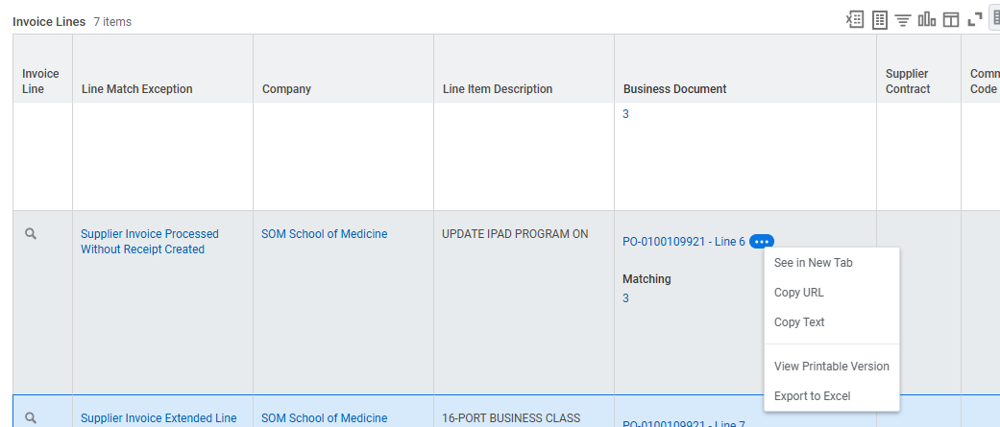 Invoice Lines 7 items
Invoice
Line
Line Match Exception
Company
Line Item Description
Business Document
Supplier
Contract
Comm
Code
3
Supplier Invoice Processed
Without Receipt Created
SOM School of Medicine
UPDATE IPAD PROGRAM ON
PO-0100109921 - Line 6
Matching
3
See in New Tab
Copy URL
Copy Text
View Printable Version
Export to Excel
Supplier Invoice Extended Line
SOM School of Medicine
16-PORT BUSINESS CLASS
PO-0100109921 - Line 7